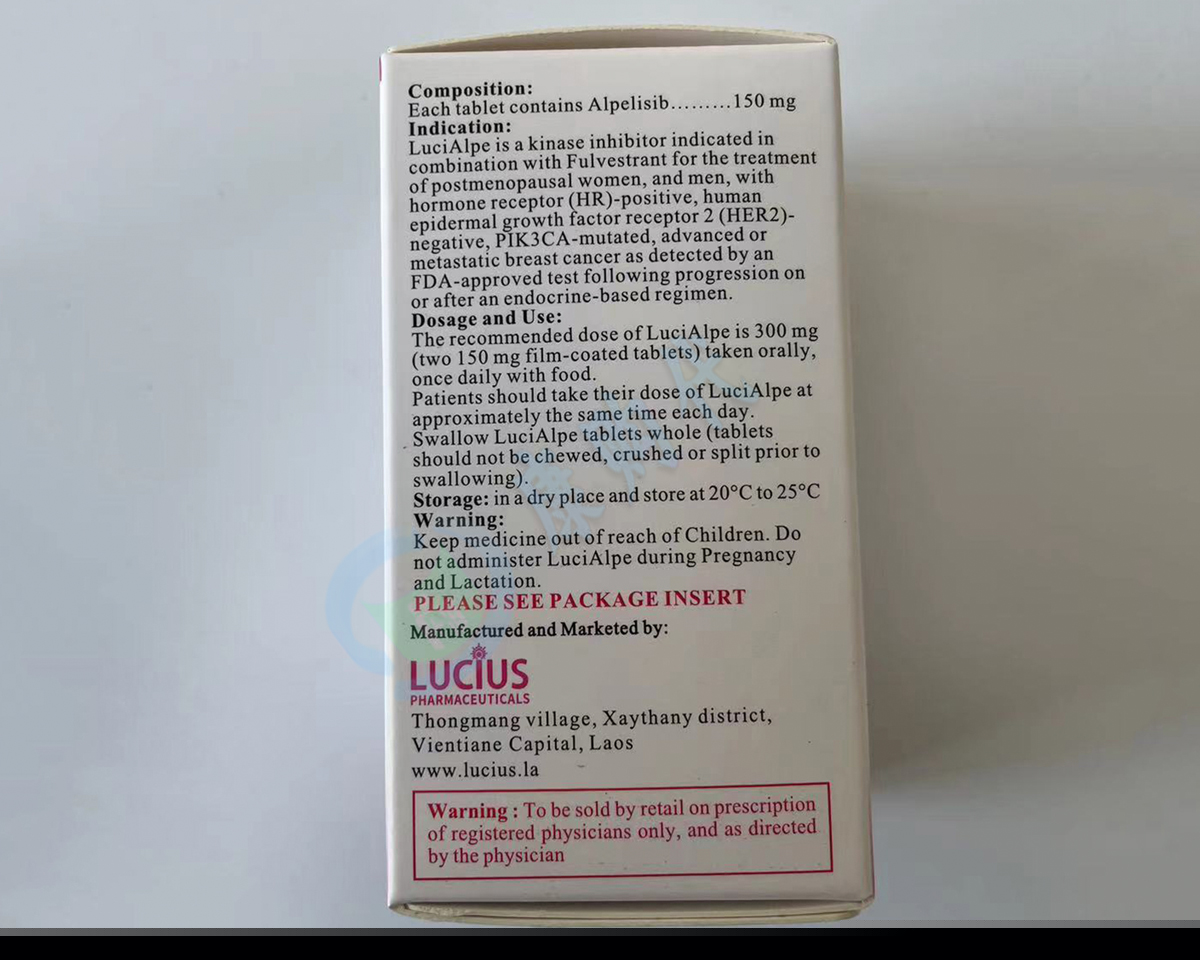 Composition:
Each tablet contains Alpelisib.........150 mg
Indication:
LuciAlpe is a kinase inhibitor indicated in
combination with Fulvestrant for the treatment
of postmenopausal women, and men, with
hormone receptor (HR)-positive, human
epidermal growth factor receptor 2 (HER2)-
negative, PIK3CA-mutated, advanced or
metastatic breast cancer as detected by an
FDA-approved test following progression on
or after an endocrine-based regimen.
Dosage and Use:
The recommended dose of LuciAlpe is 300 mg
(two 150 mg film-coated tablets) taken orally,
once daily with food.
Patients should take their dose of LuciAlpe at
approximately the same time each day.
Swallow LuciAlpe tablets whole (tablets
should not be chewed, crushed or split prior to
swallowing).
Storage: in a dry place and store at 20°C to 25°C
Warning:
Keep medicine out of reach of Children. Do
not administer LuciAlpe during Pregnancy
and Lactation.
PLEASE SEE PACKAGE INSERT
Manufactured and Marketed by:
LUCIUS
PHARMACEUTICALS
Thongmang village, Xaythany district,
Vientiane Capital, Laos
www.lucius.la
Warning : To be sold by retail on prescription
of registered physicians only, and as directed
by the physician